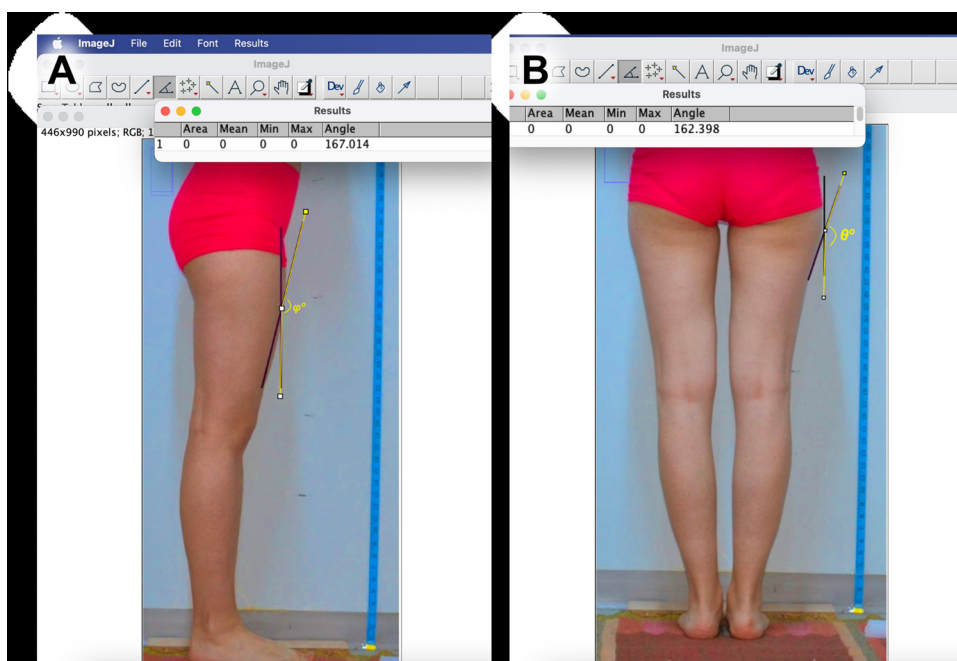 A
ImageJ File Edit Font Results
ImageJ
Dev
Results
446x990 pixels; RGB; 1
Area Mean Min Max Angle
1 0 0 0 0 167.014
φº
B
ImageJ
Dev
Results
Area Mean Min Max Angle
0 0 0 0 162.398
θº